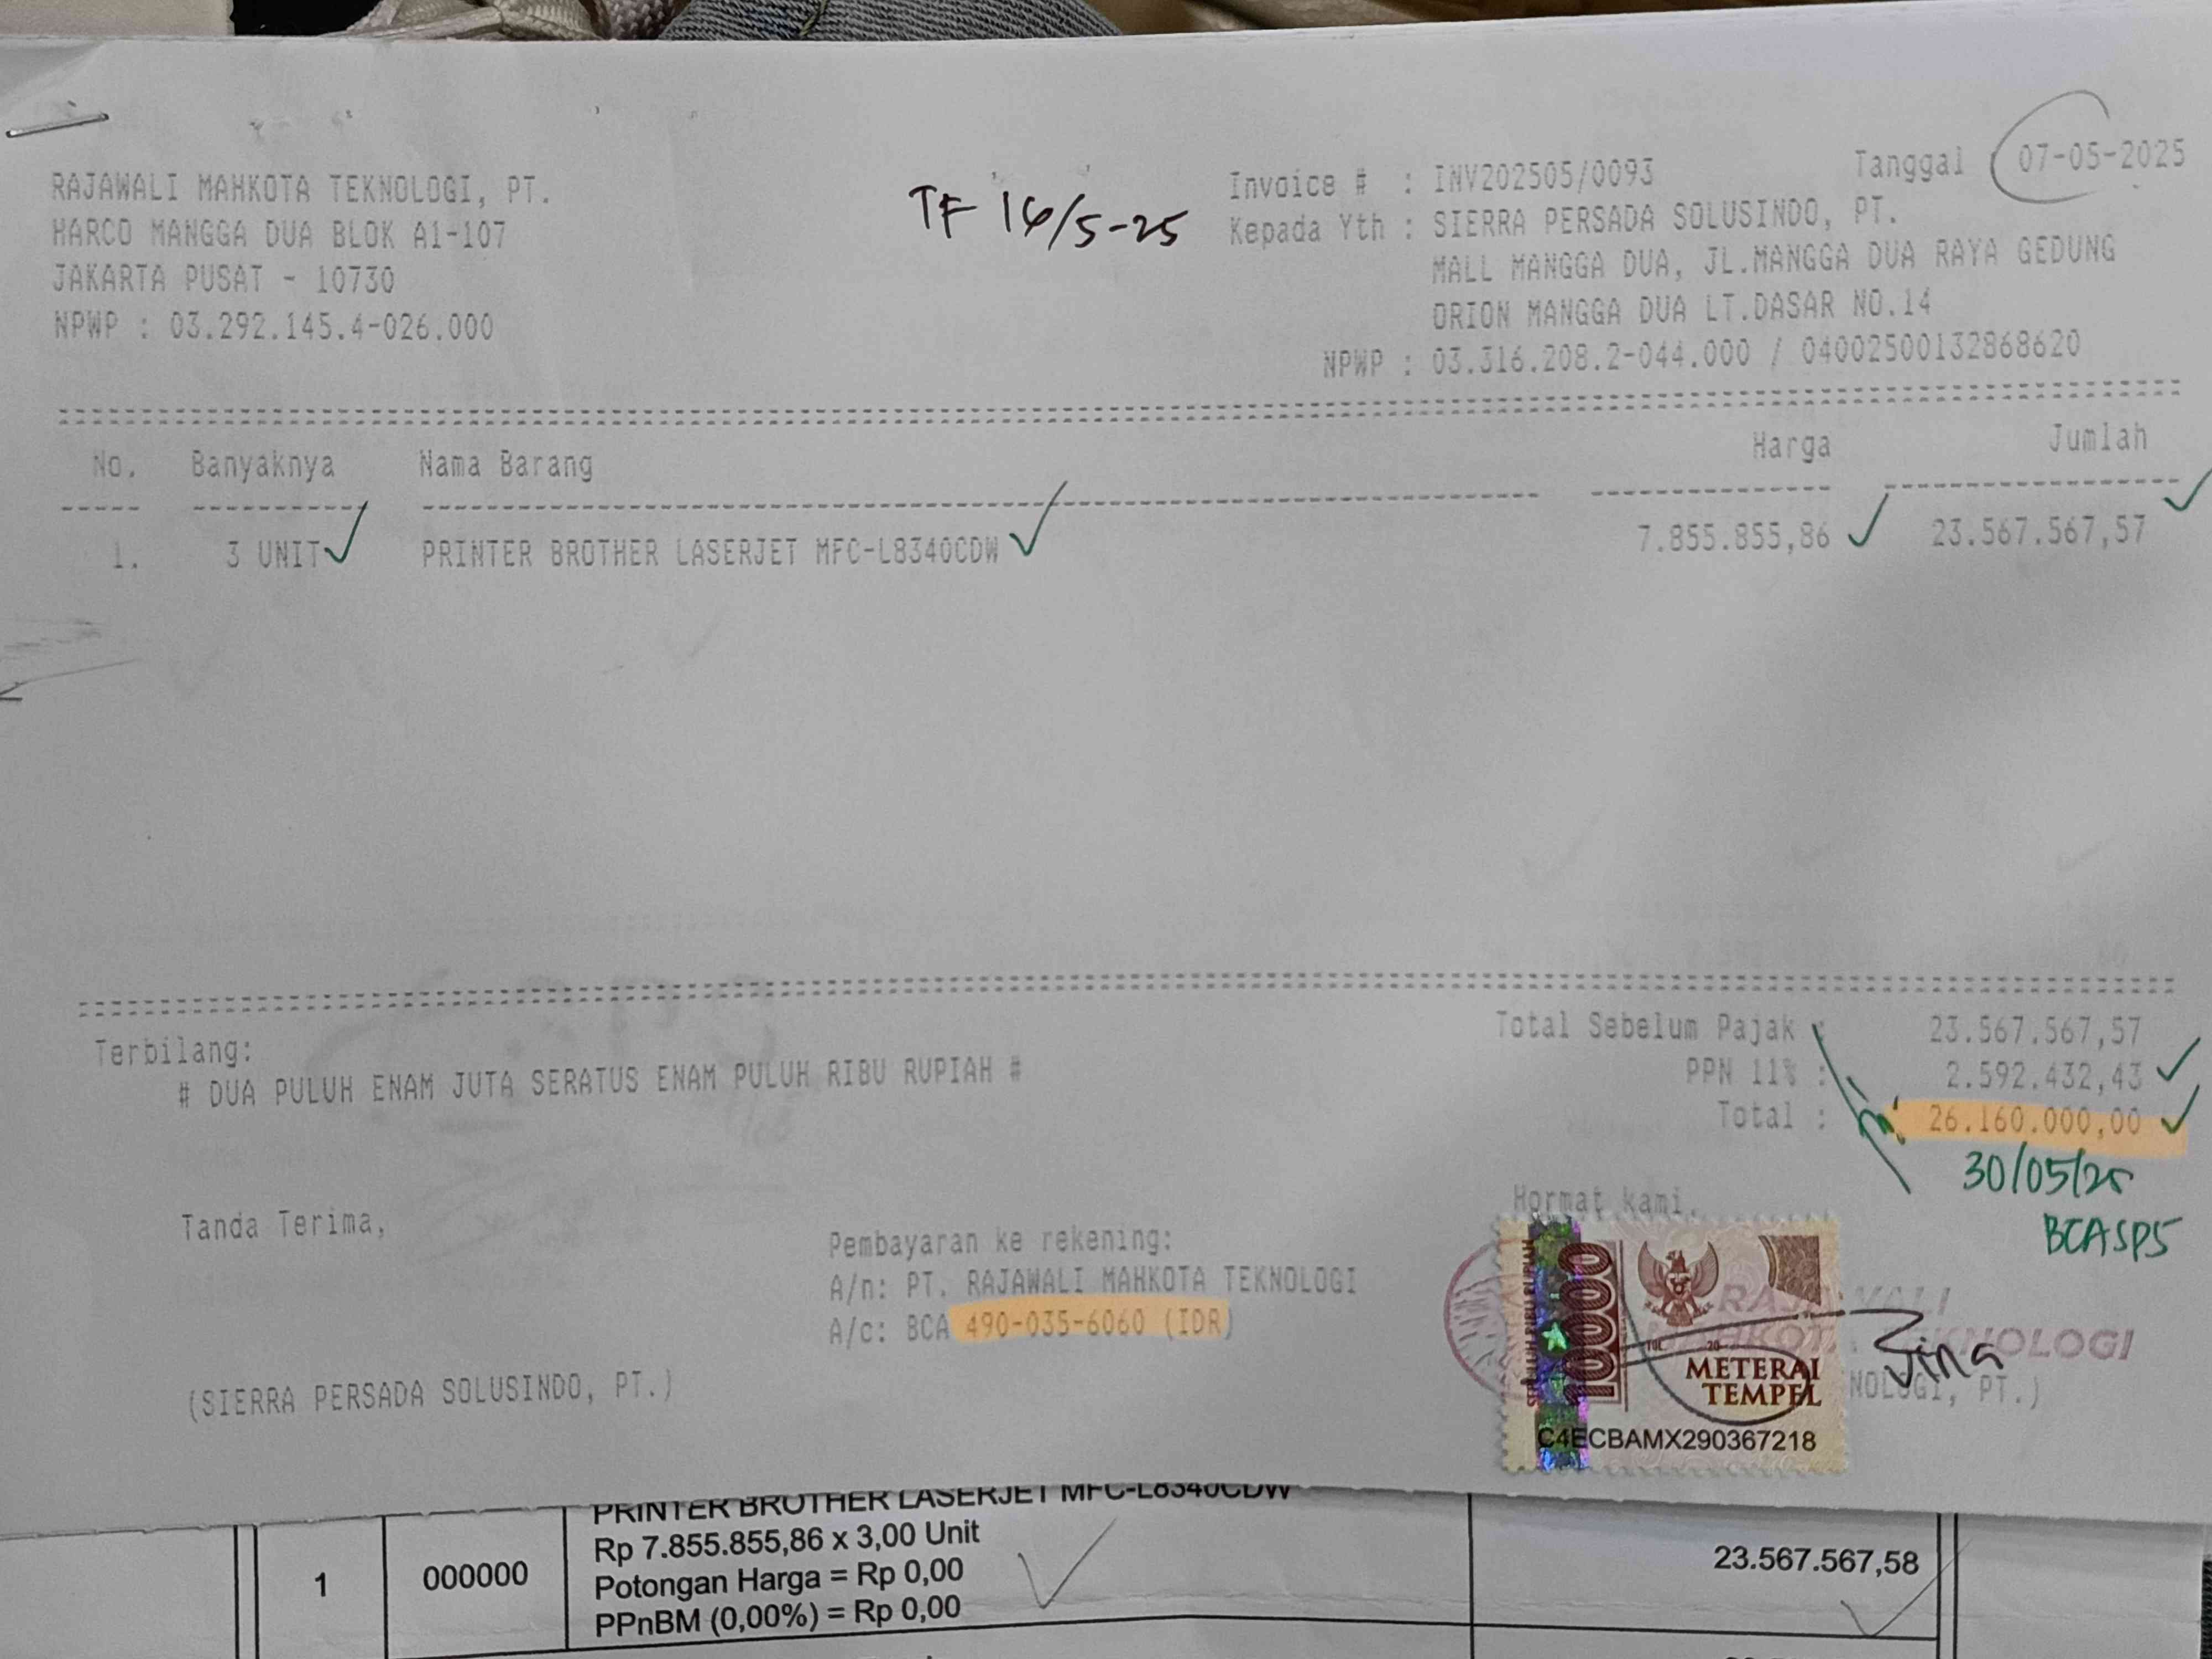 RAJAWALI MAHKOTA TEKNOLOGI, PT.
HARCO MANGGA DUA BLOK A1-107
JAKARTA PUSAT - 10730
NPWP : 03.292.145.4-026.000
TF 14/5-25
Invoice # : INV202505/0093
Tanggal 07-05-2025
Kepada Yth : SIERRA PERSADA SOLUSINDO, PT.
MALL MANGGA DUA, JL.MANGGA DUA RAYA GEDUNG
ORION MANGGA DUA LT.DASAR NO.14
NPWP : 03.316.208.2-044.000 / 04002500132868620
No. Banyaknya Nama Barang Harga Jumlah
1. 3 UNIT PRINTER BROTHER LASERJET MFC-L8340CDW 7.855.855,86 23.567.567,57
Terbilang:
# DUA PULUH ENAM JUTA SERATUS ENAM PULUH RIBU RUPIAH #
Total Sebelum Pajak : 23.567.567,57
PPN 11% : 2.592.432,43
Total : 26.160.000,00
30/05/25
BCA SPS
Tanda Terima,
(SIERRA PERSADA SOLUSINDO, PT.)
Pembayaran ke rekening:
A/n: PT. RAJAWALI MAHKOTA TEKNOLOGI
A/c: BCA 490-035-6060 (IDR)
Hormat kami,
10000
RAJAWALI
MAHKOTA TEKNOLOGI
METERAI
TEMPEL
NOLOGI, PT.)
C4ECBAMX290367218
PRINTER BROTHER LASERJET MFC-L8340CDW
1 000000 Rp 7.855.855,86 x 3,00 Unit 23.567.567,58
Potongan Harga = Rp 0,00
PPnBM (0,00%) = Rp 0,00